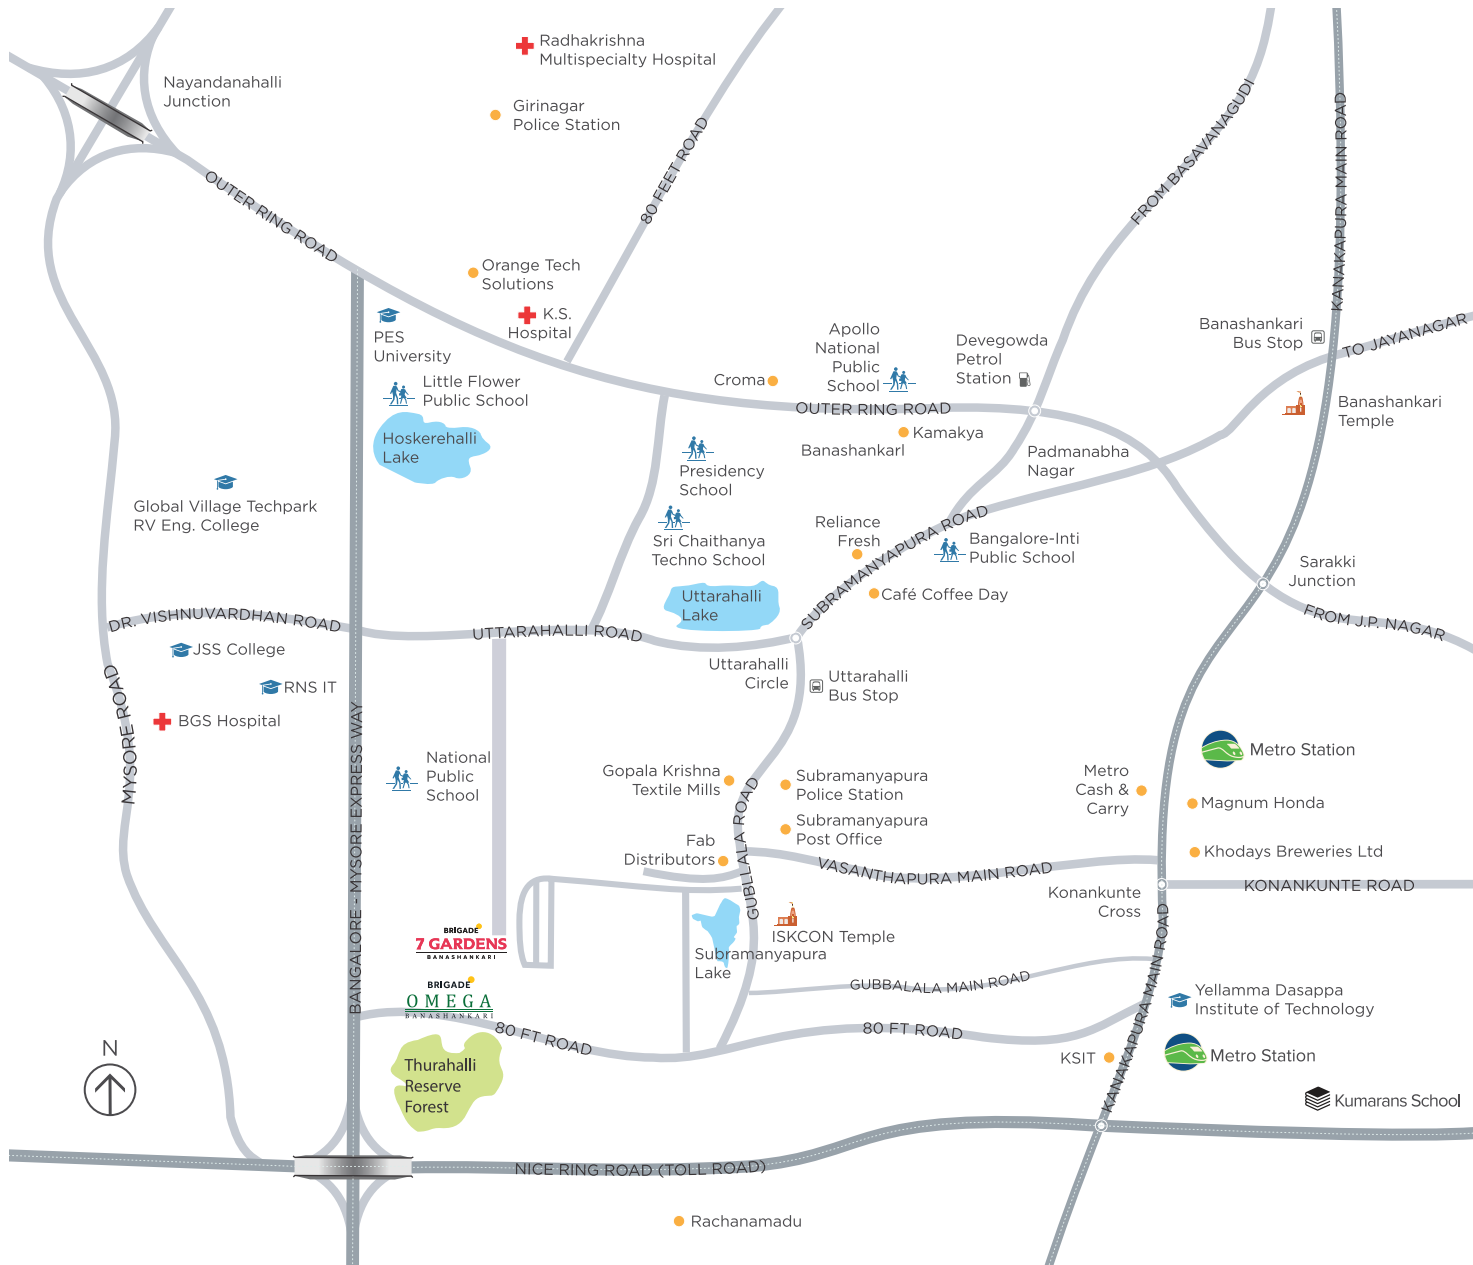 Radhakrishna
Multispecialty Hospital
Nayandanahalli
Junction
Girinagar
Police Station
80 FEET ROAD
FROM BASAVANAGUDI
KANAKAPURA MAIN ROAD
OUTER RING ROAD
Orange Tech
Solutions
K.S.
Hospital
PES
University
Little Flower
Public School
Hoskerehalli
Lake
Croma
Apollo
National
Public
School
Devegowda
Petrol
Station
Banashankari
Bus Stop
TO JAYANAGAR
Banashankari
Temple
OUTER RING ROAD
Kamakya
Banashankarl
Padmanabha
Nagar
Presidency
School
Global Village Techpark
RV Eng. College
Sri Chaithanya
Techno School
Reliance
Fresh
SUBRAMANYAPURA ROAD
Bangalore-Inti
Public School
Café Coffee Day
Sarakki
Junction
FROM J.P. NAGAR
Uttarahalli
Lake
DR. VISHNUVARDHAN ROAD
UTTARAHALLI ROAD
JSS College
RNS IT
BGS Hospital
MYSORE ROAD
BANGALORE - MYSORE EXPRESS WAY
Uttarahalli
Circle
Uttarahalli
Bus Stop
National
Public
School
Gopala Krishna
Textile Mills
Subramanyapura
Police Station
Subramanyapura
Post Office
Fab
Distributors
GUBLLALA ROAD
VASANTHAPURA MAIN ROAD
Metro
Cash &
Carry
Metro Station
Magnum Honda
Khodays Breweries Ltd
Konankunte
Cross
KONANKUNTE ROAD
BRIGADE
7 GARDENS
BANASHANKARI
ISKCON Temple
Subramanyapura
Lake
BRIGADE
OMEGA
BANASHANKARI
GUBBALALA MAIN ROAD
KANAKAPURA MAIN ROAD
Yellamma Dasappa
Institute of Technology
80 FT ROAD
80 FT ROAD
KSIT
Metro Station
N
Thurahalli
Reserve
Forest
Kumarans School
NICE RING ROAD (TOLL ROAD)
Rachanamadu